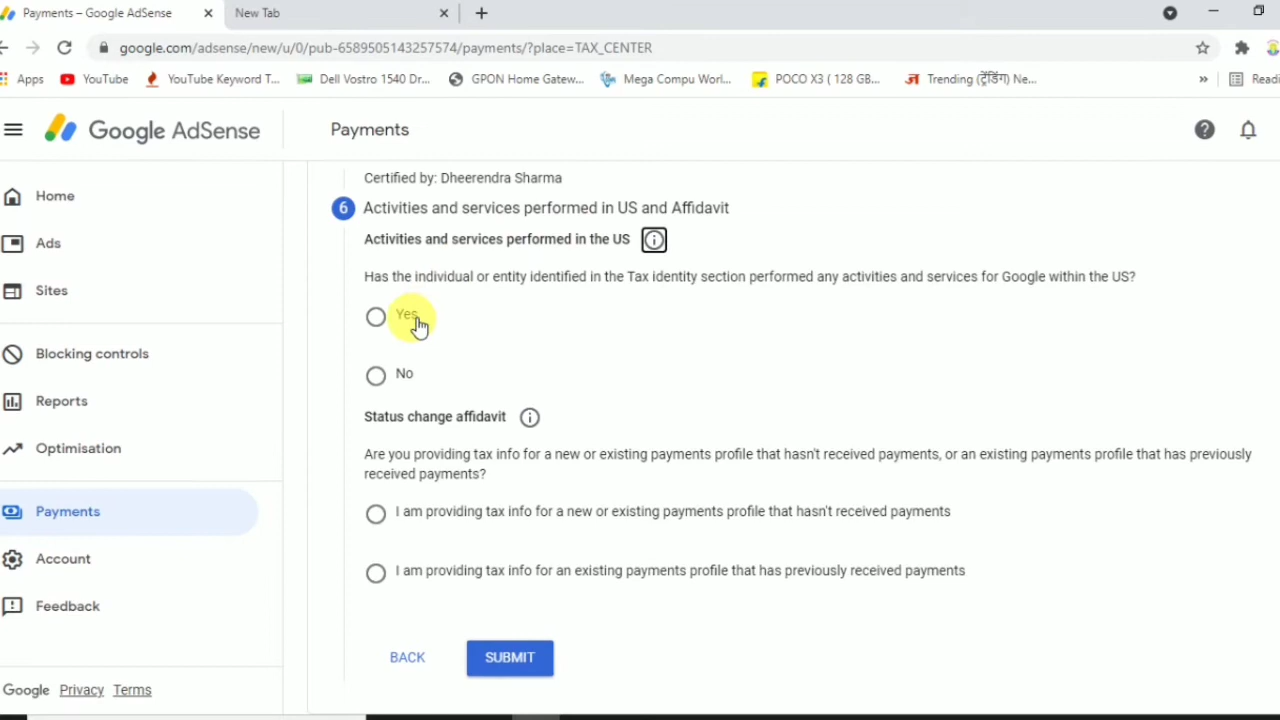 Payments – Google AdSense
New Tab
google.com/adsense/new/u/0/pub-6589505143257574/payments/?place=TAX_CENTER
Apps
YouTube
YouTube Keyword T...
Dell Vostro 1540 Dr...
GPON Home Gatew...
Mega Compu Worl...
POCO X3 ( 128 GB...
Trending (ट्रेंडिंग) Ne...
»
Google AdSense
Payments
Home
Ads
Sites
Blocking controls
Reports
Optimisation
Payments
Account
Feedback
Google Privacy Terms
Certified by: Dheerendra Sharma
6 Activities and services performed in US and Affidavit
Activities and services performed in the US
Has the individual or entity identified in the Tax identity section performed any activities and services for Google within the US?
Yes
No
Status change affidavit
Are you providing tax info for a new or existing payments profile that hasn't received payments, or an existing payments profile that has previously
received payments?
I am providing tax info for a new or existing payments profile that hasn't received payments
I am providing tax info for an existing payments profile that has previously received payments
BACK
SUBMIT